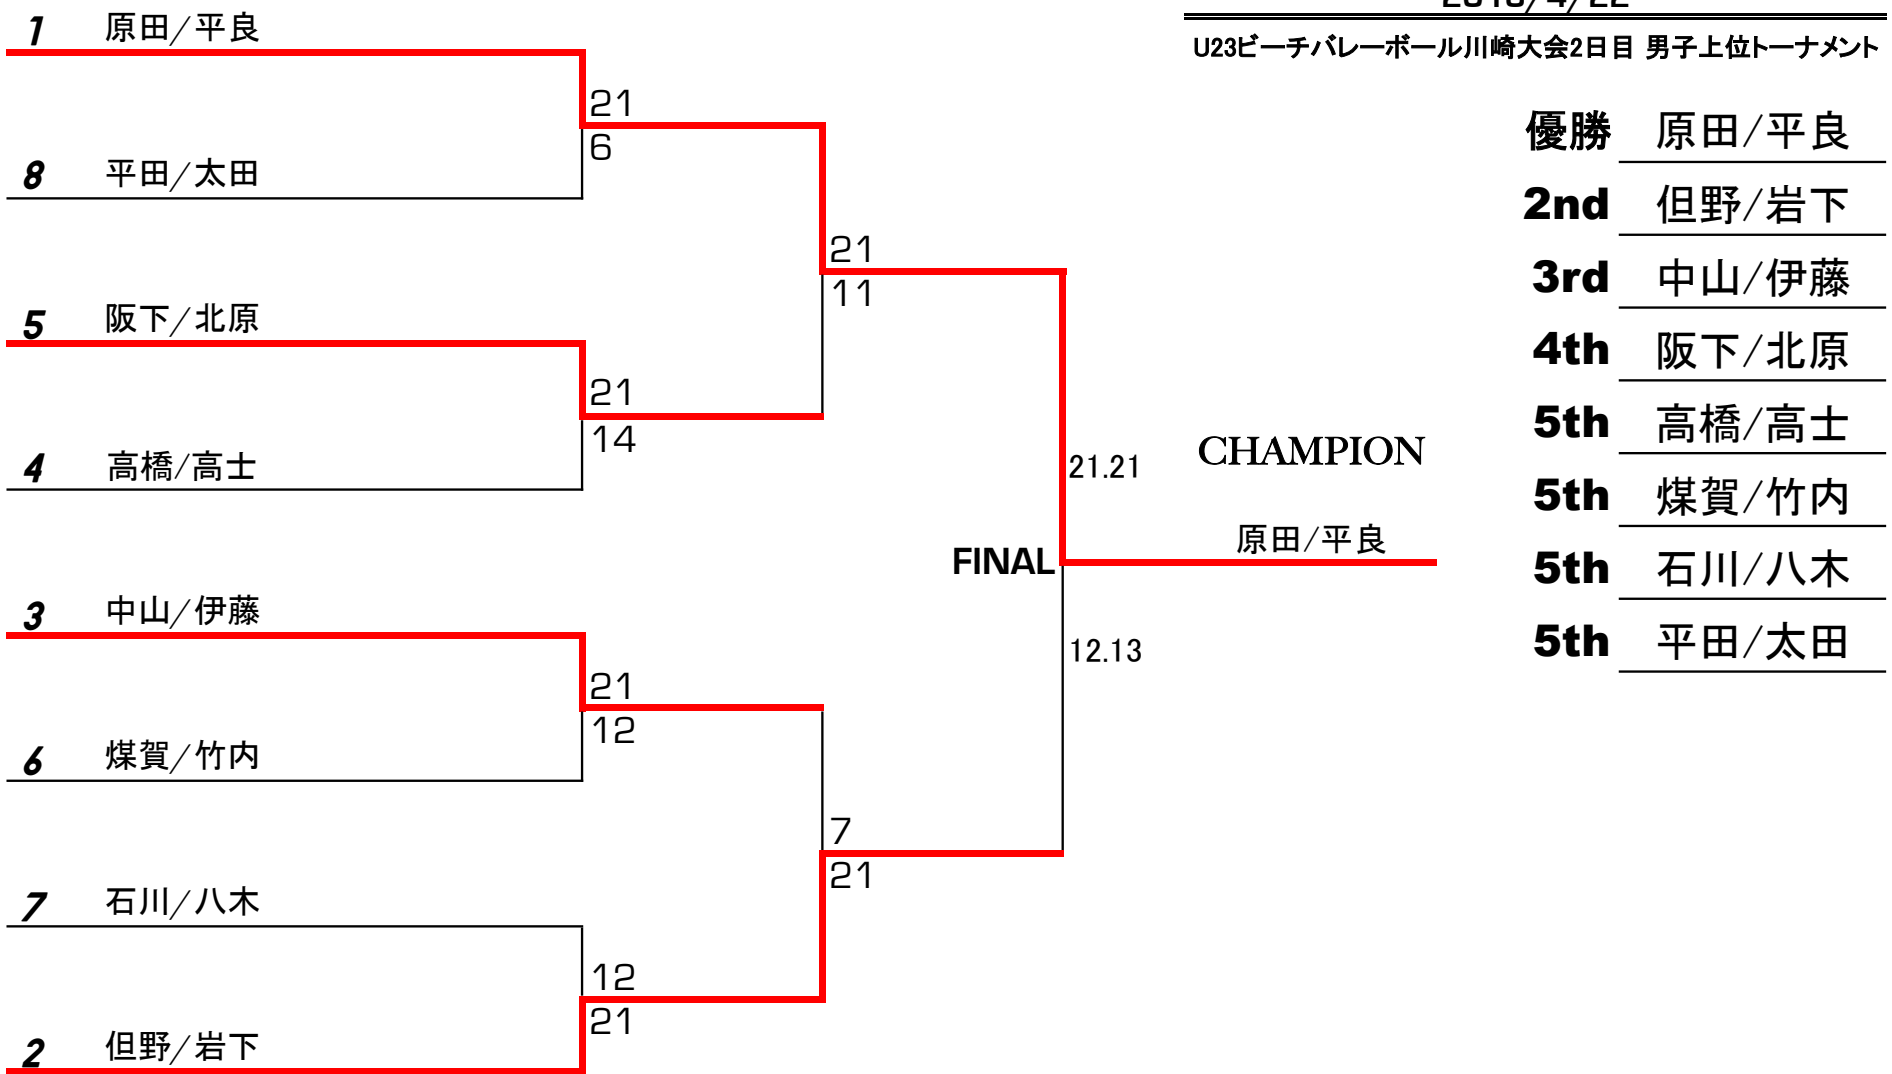 U23ビーチバレーボール川崎大会2日目 男子上位トーナメント
1 原田/平良
21
6
8 平田/太田
21
11
5 阪下/北原
21
14
4 高橋/高士
21.21
CHAMPION
原田/平良
FINAL
12.13
3 中山/伊藤
21
12
6 煤賀/竹内
7
21
7 石川/八木
12
21
2 但野/岩下
優勝 原田/平良
2nd 但野/岩下
3rd 中山/伊藤
4th 阪下/北原
5th 高橋/高士
5th 煤賀/竹内
5th 石川/八木
5th 平田/太田